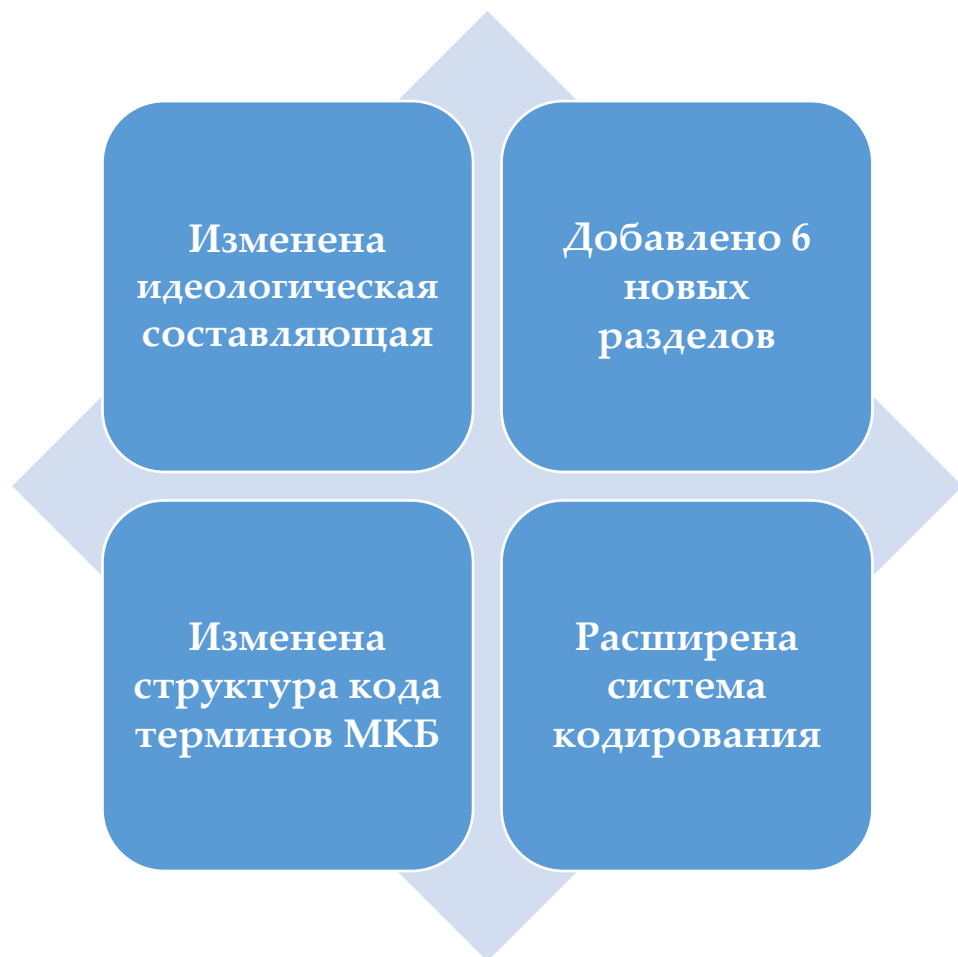 Изменена
идеологическая
составляющая
Добавлено 6
новых
разделов
Изменена
структура кода
терминов МКБ
Расширена
система
кодирования